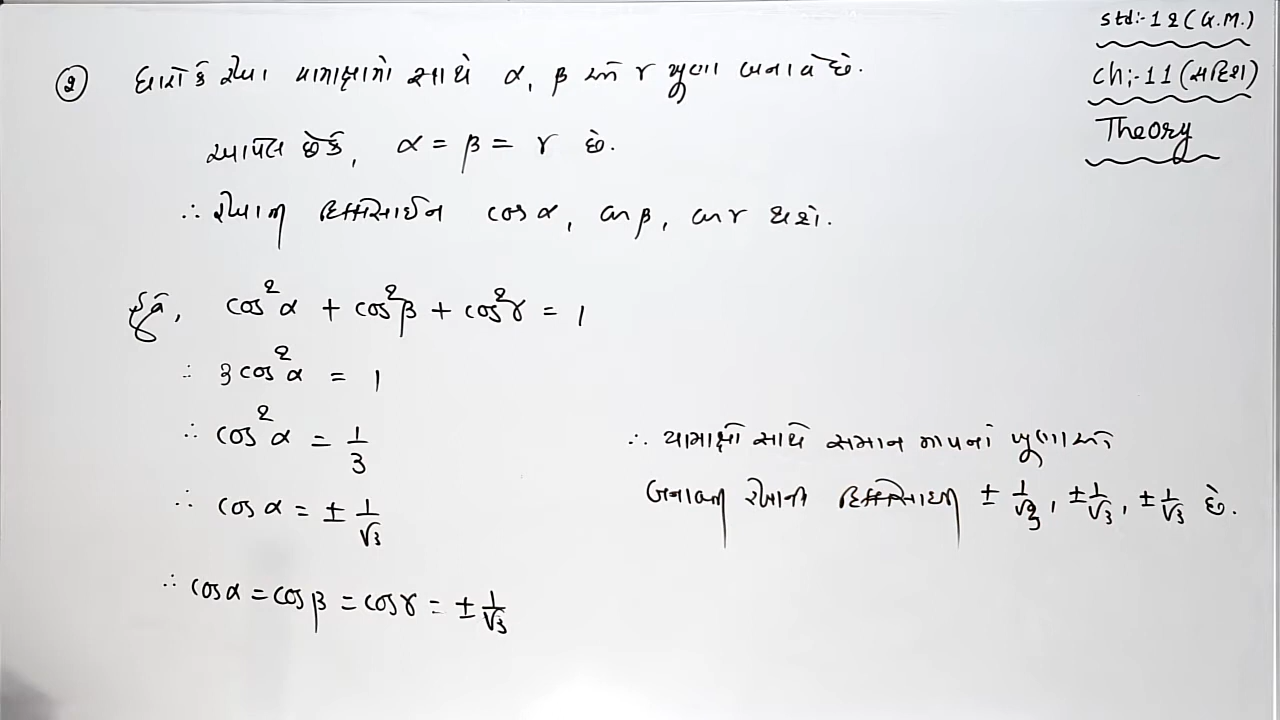 std:- 12 (G.M.)
ch:- 11 (સદિશ)
Theory
(2) ધારો કે રેખા યામાક્ષો સાથે α, β અને γ ખૂણા બનાવે છે.
આપેલ છે કે, α = β = γ છે.
∴ રેખાની દિક્કોસાઈન cos α, cos β, cos γ થશે.
હવે, cos²α + cos²β + cos²γ = 1
∴ 3cos²α = 1
∴ cos²α = 1/3
∴ cos α = ± 1/√3
∴ cos α = cos β = cos γ = ± 1/√3
∴ યામાક્ષો સાથે સમાન માપના ખૂણાઓ
બનાવતી રેખાની દિક્કોસાઈન ± 1/√3, ± 1/√3, ± 1/√3 છે.